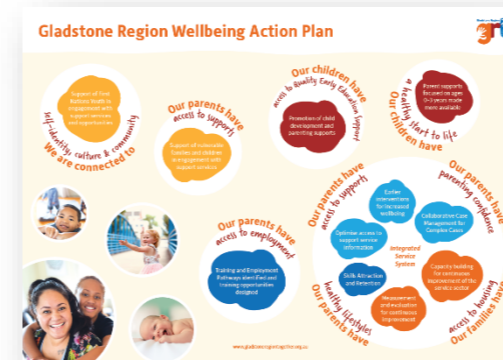 Gladstone Region Wellbeing Action Plan
Support of First
Nations people in
engagement with
support services
and opportunities
self-identity, culture & community
We are connected to
Our parents have
access to supports
Support of vulnerable
families and children
in engagement with
support services
Our children have
access to quality Early Education Support
Promotion of child
development and
parenting supports
Parent supports
focused on ages
0-3 years made
more available
a healthy start to life
Our children have
Our parents have
access to employment
Training and Employment
Pathways identified and
training opportunities
designed
Our parents have
access to supports
Our parents have
parenting confidence
Earlier
interventions
for increased
wellbeing
Collaborative Case
Management for
Complex Cases
Optimise access to
support service
information
Integrated
Service
System
Skills Attraction
and Retention
Capacity building
for continuous
improvement of the
service sector
Measurement
and evaluation
for continuous
improvement
healthy lifestyles
Our parents have
access to housing
Our families have
www.gladstoneregiontogether.org.au